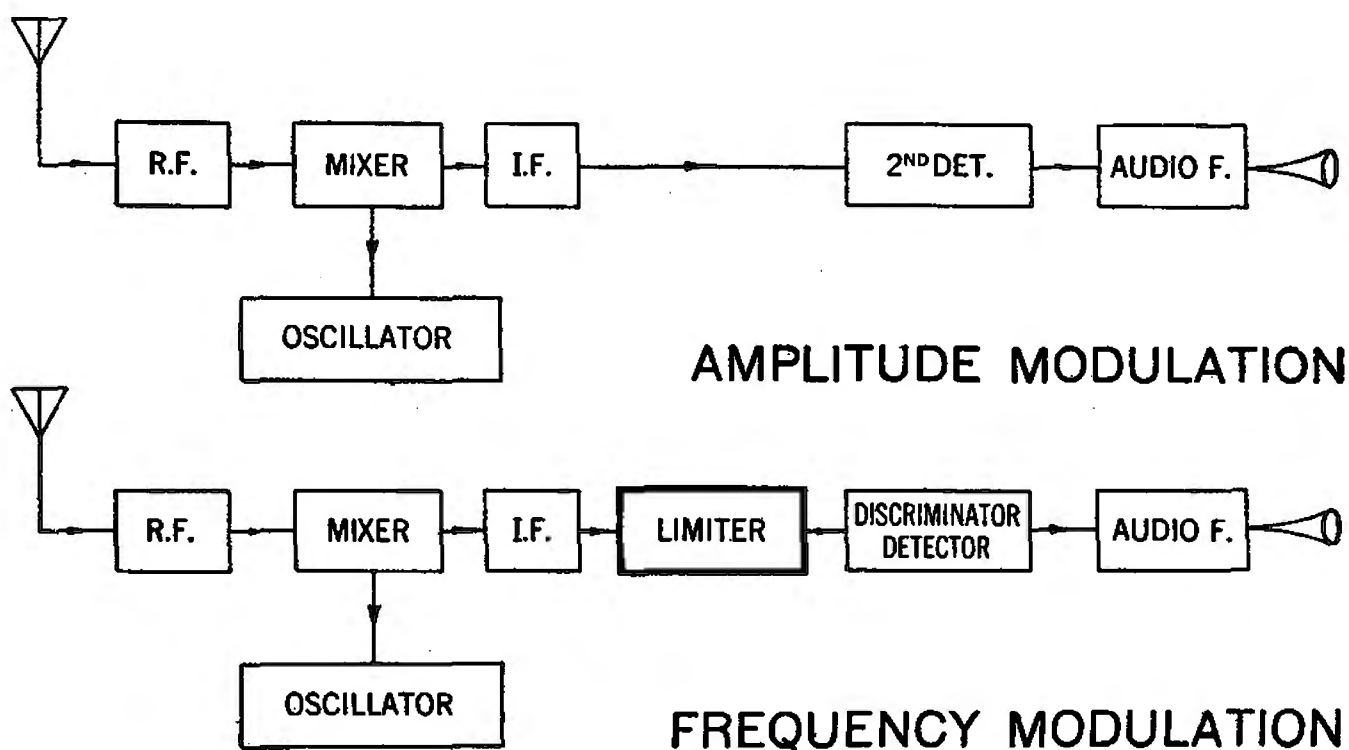 R.F.
MIXER
I.F.
2ND DET.
AUDIO F.
OSCILLATOR
AMPLITUDE MODULATION
R.F.
MIXER
I.F.
LIMITER
DISCRIMINATOR
DETECTOR
AUDIO F.
OSCILLATOR
FREQUENCY MODULATION